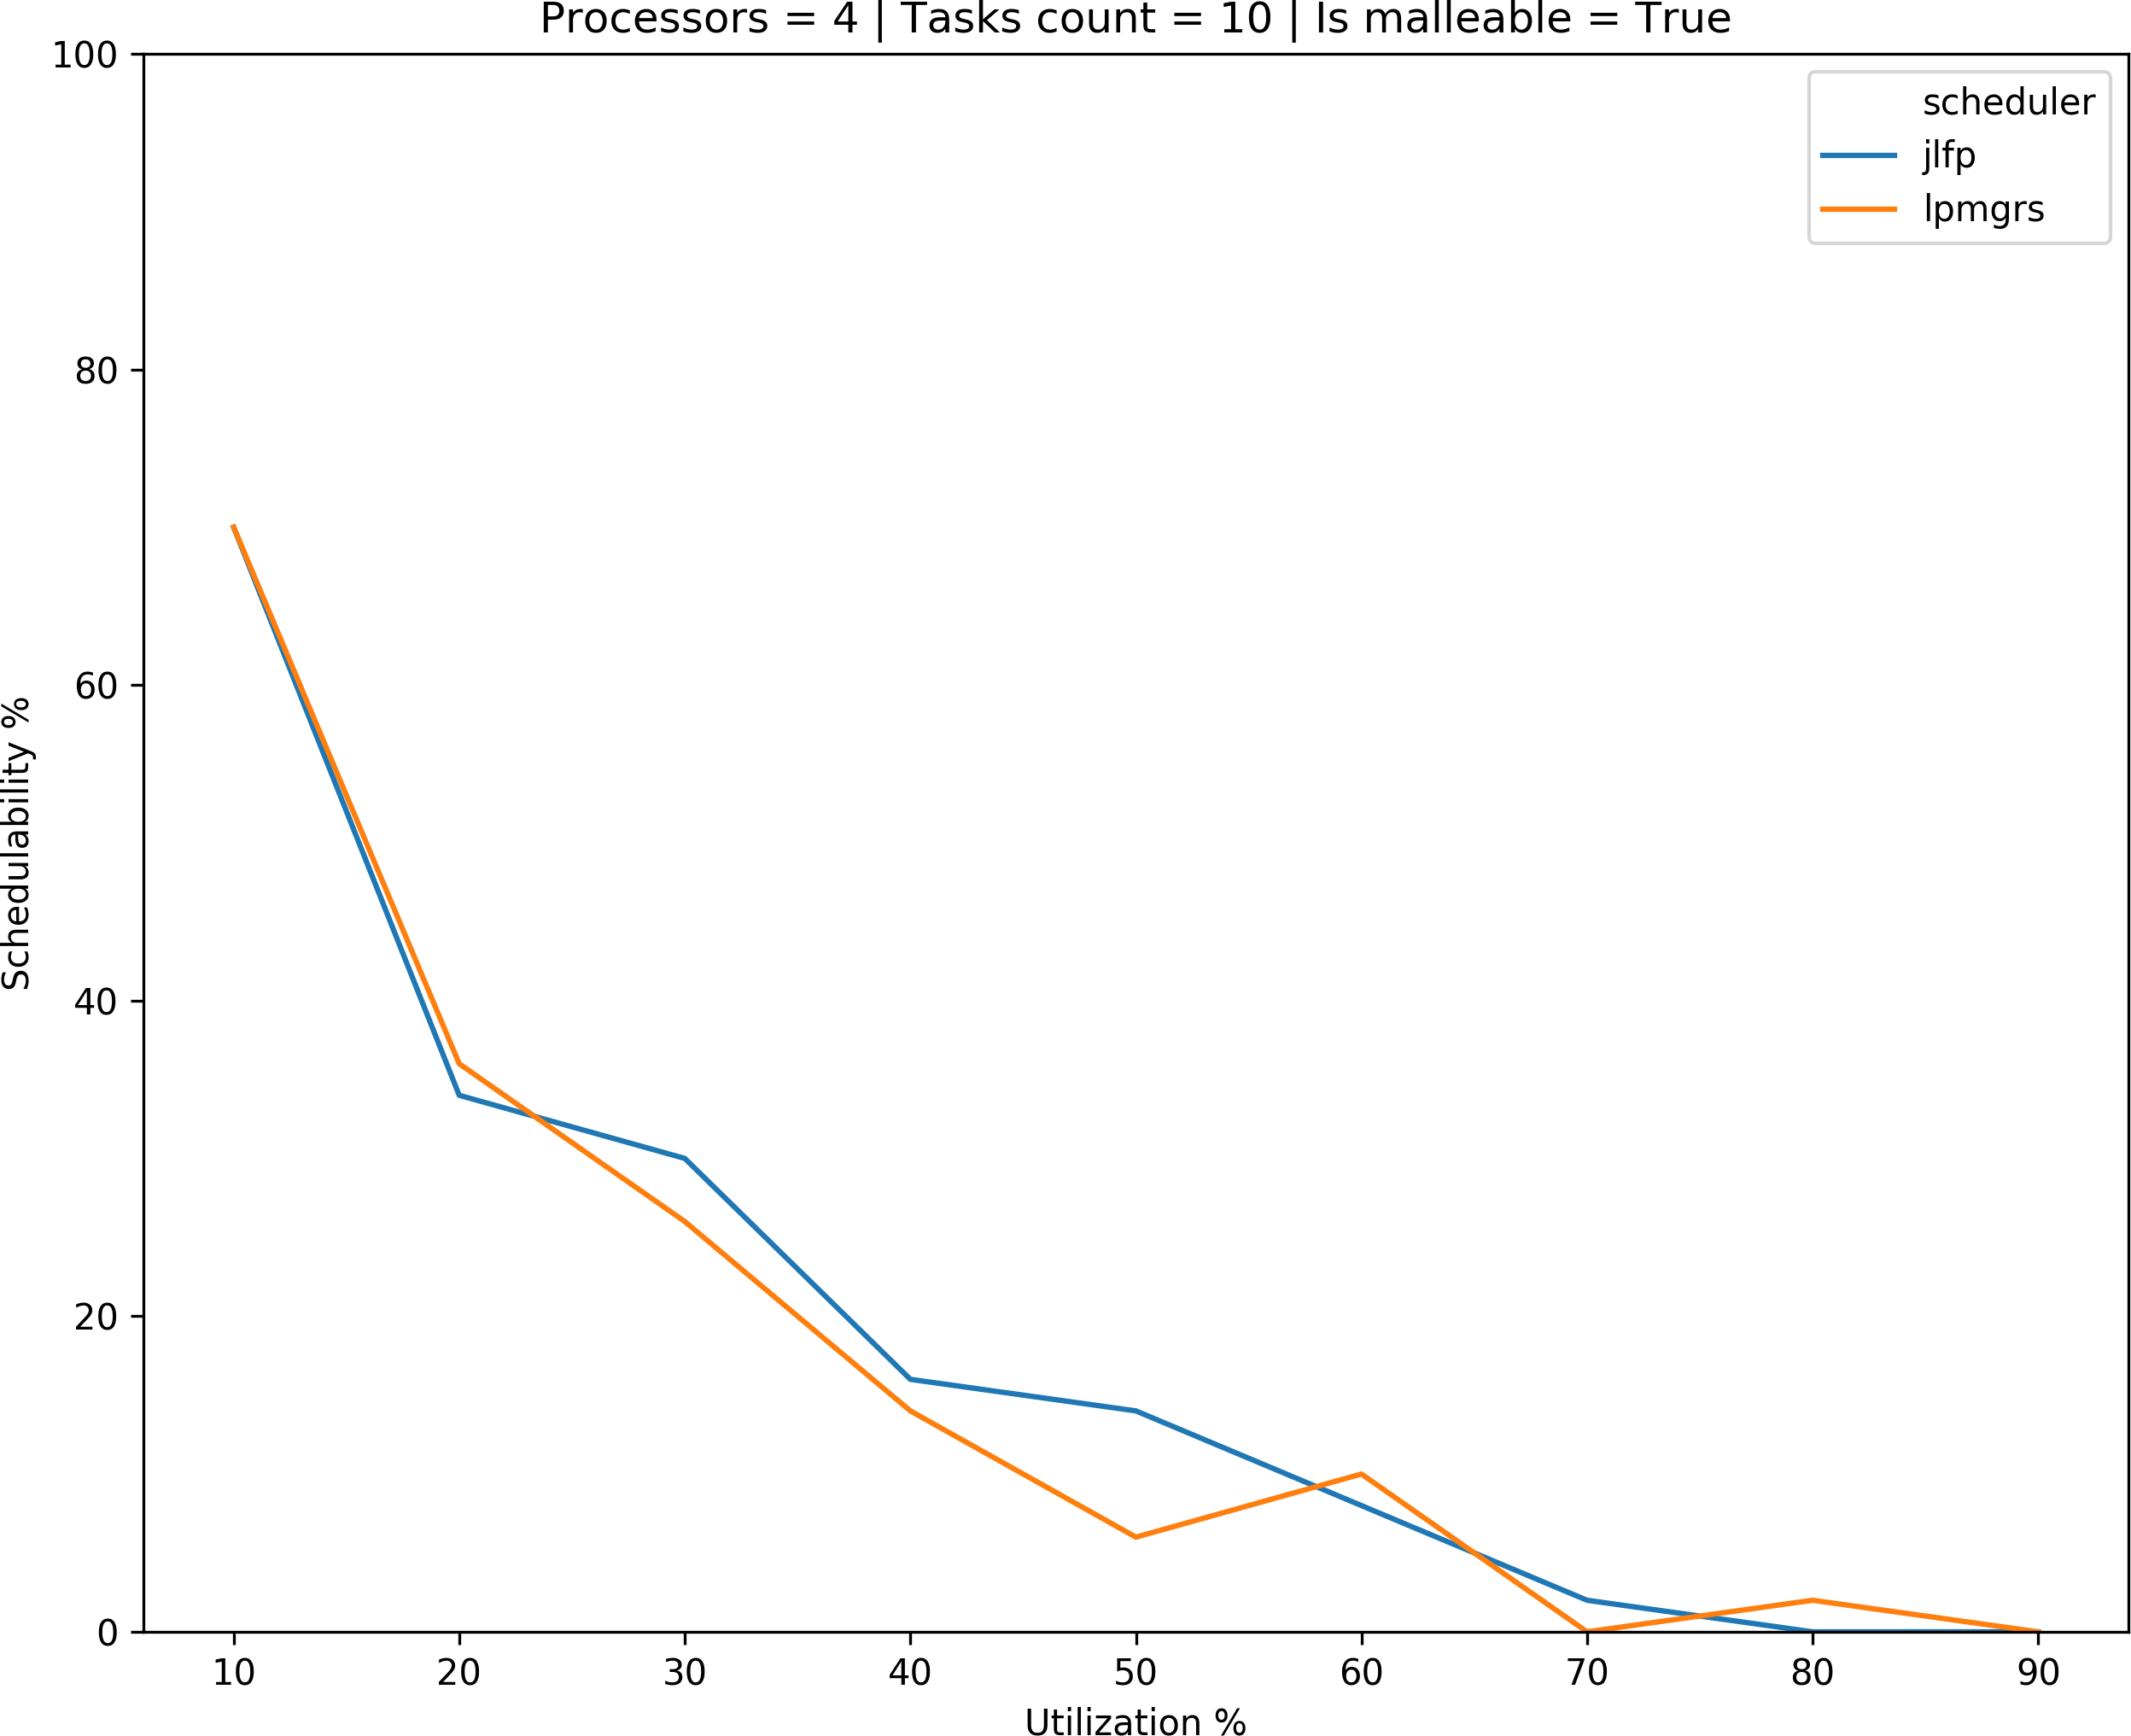 Processors = 4 | Tasks count = 10 | Is malleable = True
100
80
60
40
20
0
Schedulability %
scheduler
jlfp
lpmgrs
10 20 30 40 50 60 70 80 90
Utilization %